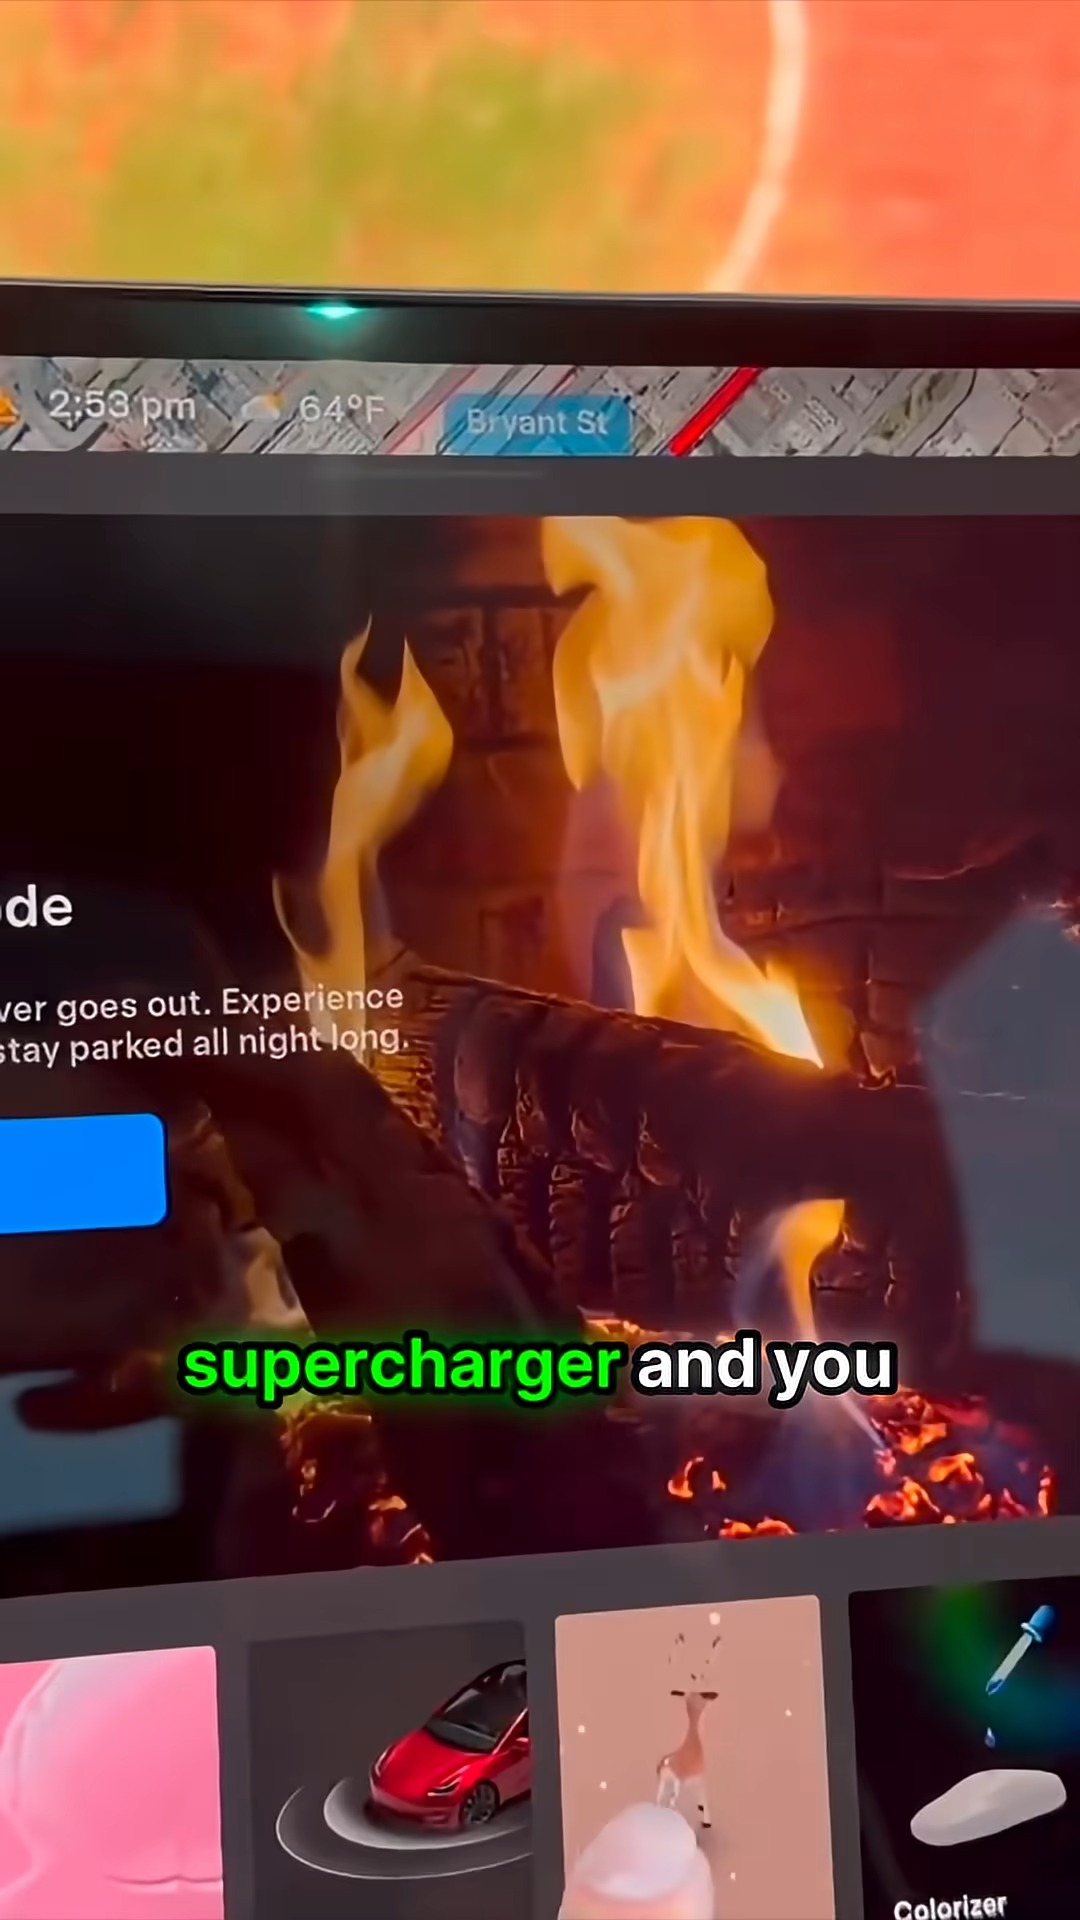 2:53 pm 64°F Bryant St
ode
ver goes out. Experience
stay parked all night long.
supercharger and you
Colorizer